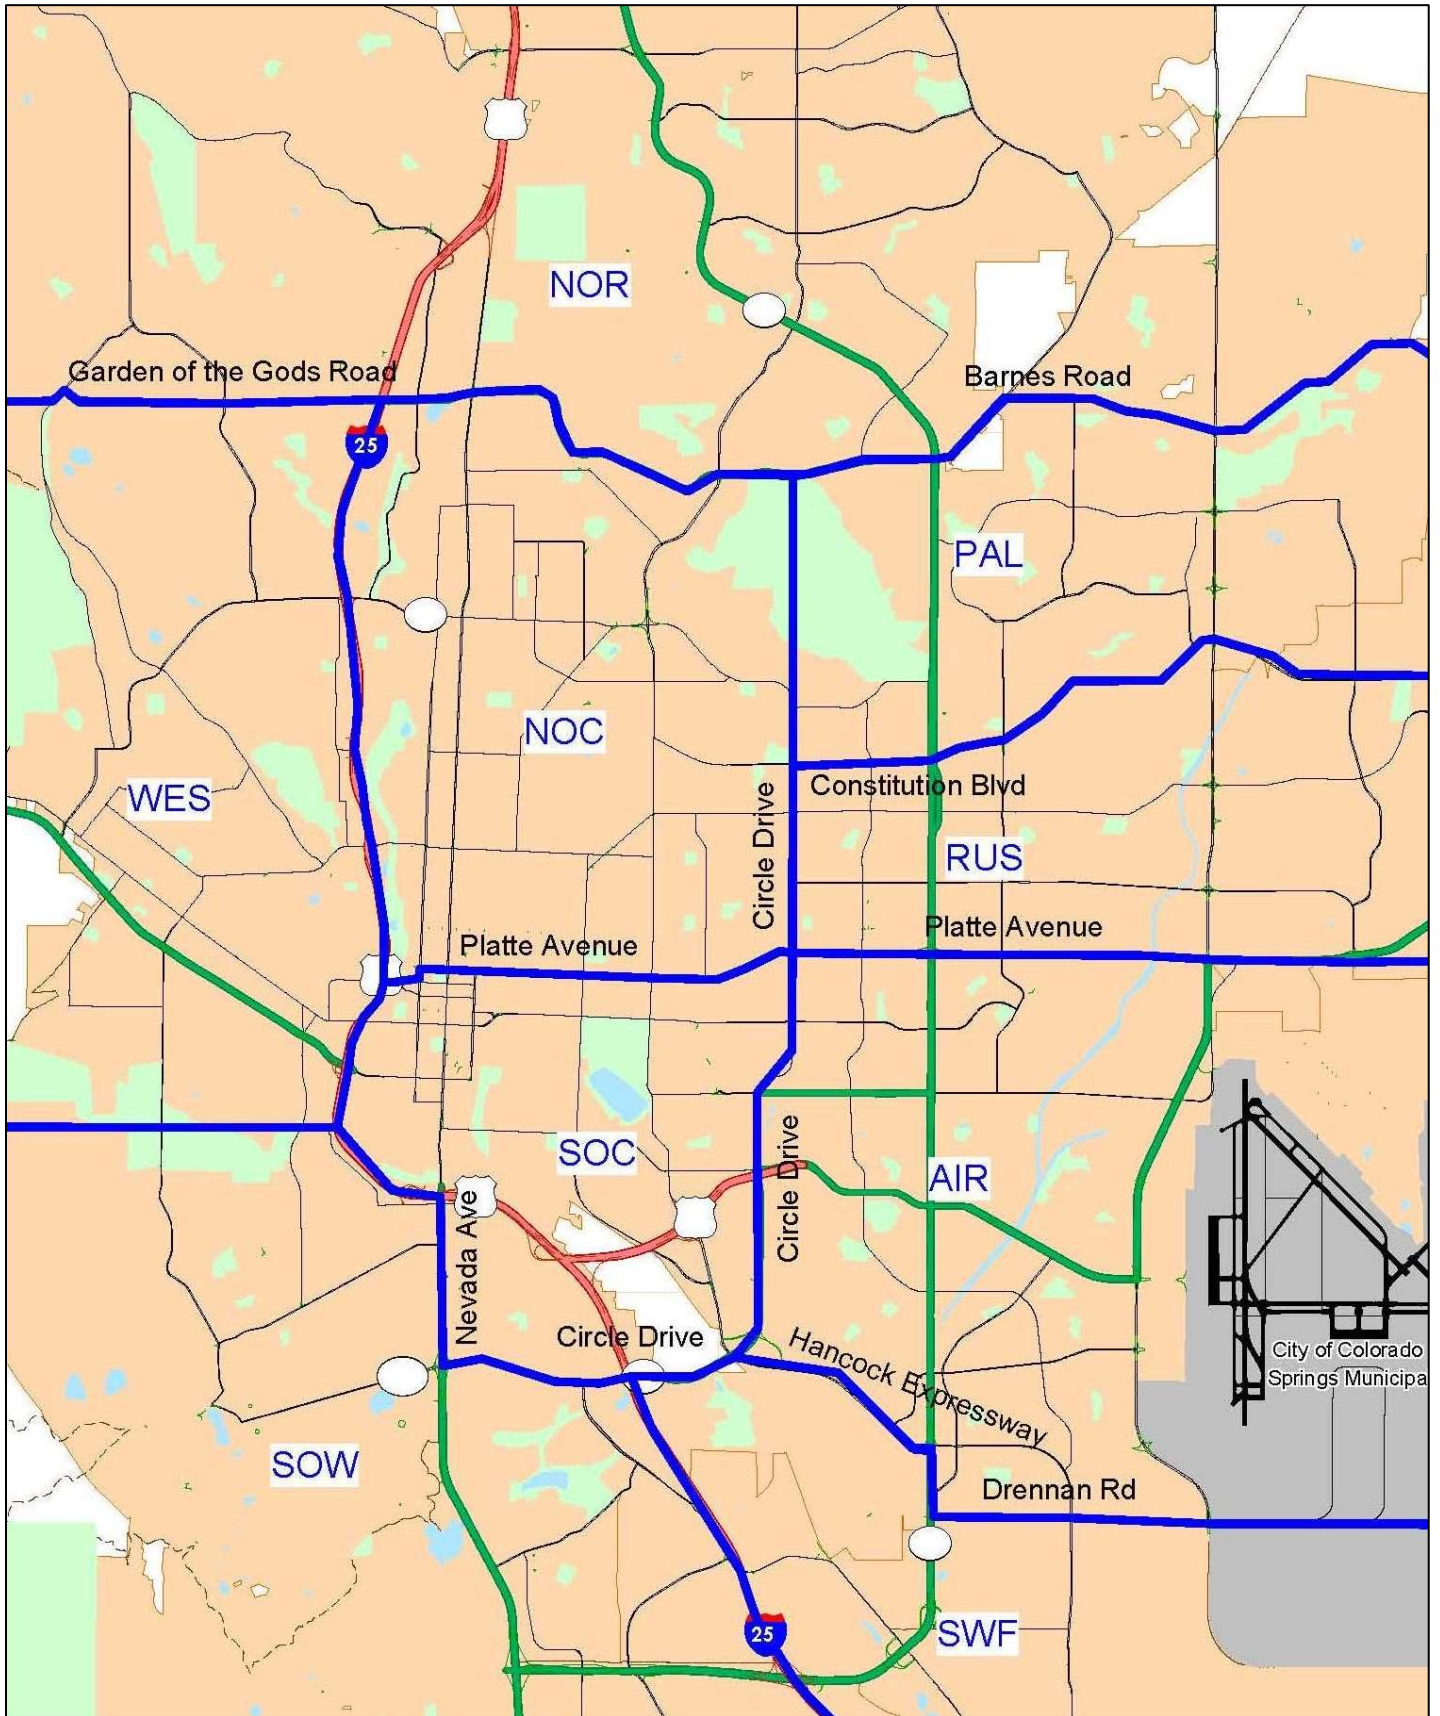 NOR
Garden of the Gods Road
Barnes Road
25
PAL
NOC
WES
Constitution Blvd
Circle Drive
RUS
Platte Avenue
Platte Avenue
SOC
Circle Drive
AIR
Nevada Ave
Circle Drive
Hancock Expressway
City of Colorado
Springs Municipa
SOW
Drennan Rd
25
SWF